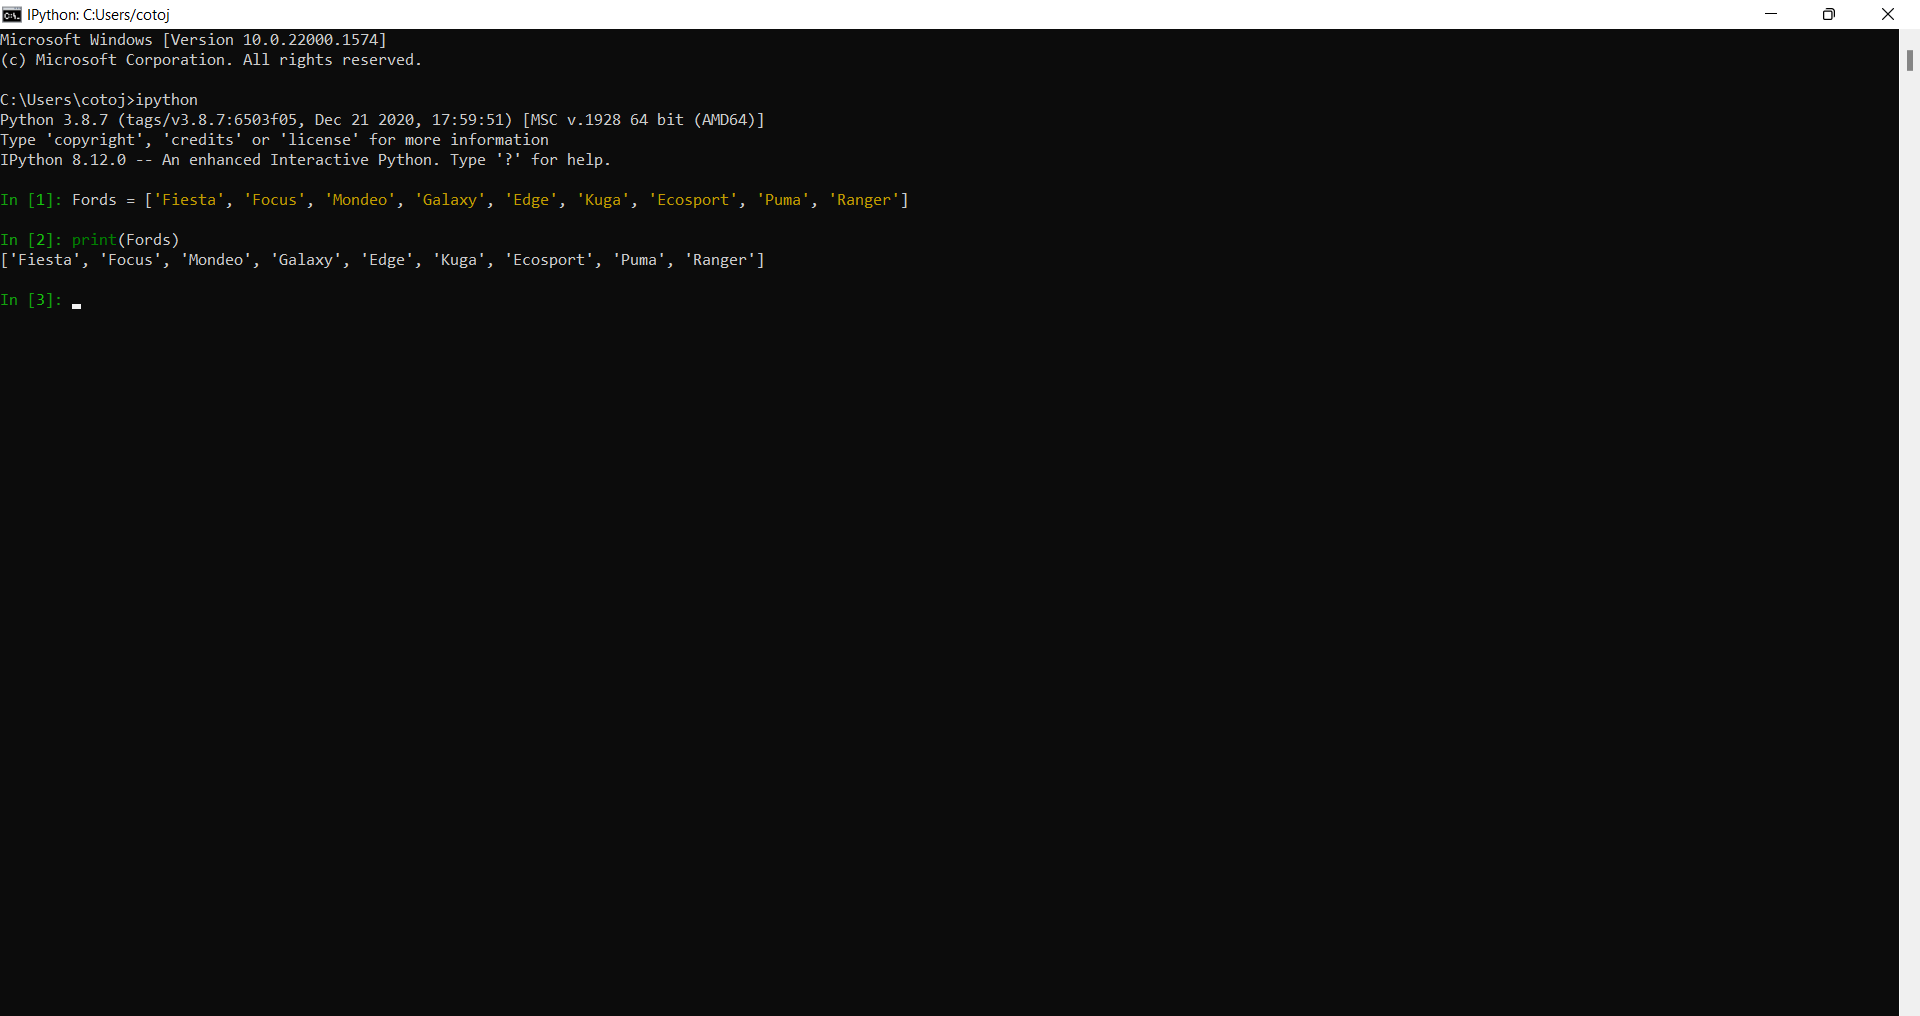 IPython: C:Users/cotoj
Microsoft Windows [Version 10.0.22000.1574]
(c) Microsoft Corporation. All rights reserved.
C:\Users\cotoj>ipython
Python 3.8.7 (tags/v3.8.7:6503f05, Dec 21 2020, 17:59:51) [MSC v.1928 64 bit (AMD64)]
Type 'copyright', 'credits' or 'license' for more information
IPython 8.12.0 -- An enhanced Interactive Python. Type '?' for help.
In [1]: Fords = ['Fiesta', 'Focus', 'Mondeo', 'Galaxy', 'Edge', 'Kuga', 'Ecosport', 'Puma', 'Ranger']
In [2]: print(Fords)
['Fiesta', 'Focus', 'Mondeo', 'Galaxy', 'Edge', 'Kuga', 'Ecosport', 'Puma', 'Ranger']
In [3]: